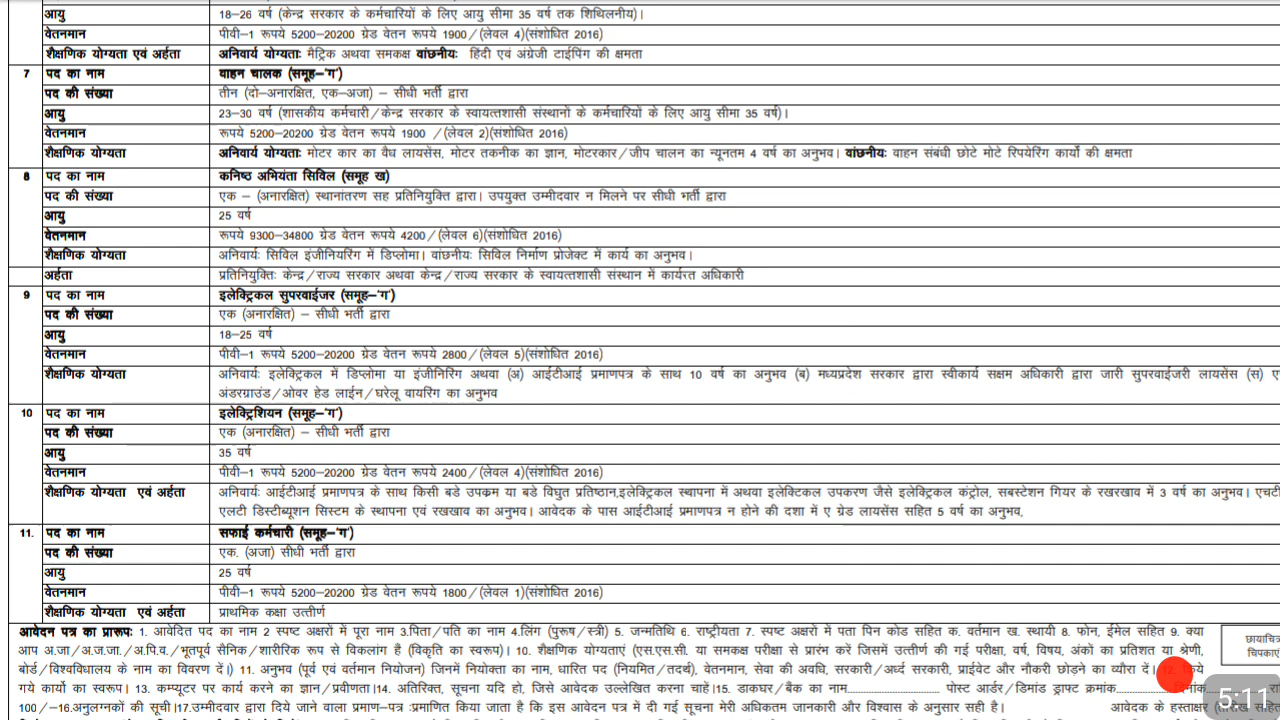 आयु 18–26 वर्ष (केन्द्र सरकार के कर्मचारियों के लिए आयु सीमा 35 वर्ष तक शिथिलनीय)।
वेतनमान पीवी–1 रूपये 5200–20200 ग्रेड वेतन रूपये 1900/(लेवल 4)(संशोधित 2016)
शैक्षणिक योग्यता एवं अर्हता अनिवार्य योग्यताः मैट्रिक अथवा समकक्ष वांछनीयः हिंदी एवं अंग्रेजी टाईपिंग की क्षमता
7 पद का नाम वाहन चालक (समूह–'ग')
पद की संख्या तीन (दो–अनारक्षित, एक–अजा) – सीधी भर्ती द्वारा
आयु 23–30 वर्ष (शासकीय कर्मचारी/केन्द्र सरकार के स्वायत्तशासी संस्थानों के कर्मचारियों के लिए आयु सीमा 35 वर्ष)।
वेतनमान रूपये 5200–20200 ग्रेड वेतन रूपये 1900 /(लेवल 2)(संशोधित 2016)
शैक्षणिक योग्यता अनिवार्य योग्यताः मोटर कार का वैध लायसेंस, मोटर तकनीक का ज्ञान, मोटरकार/जीप चालन का न्यूनतम 4 वर्ष का अनुभव। वांछनीयः वाहन संबंधी छोटे मोटे रिपयेरिंग कार्यो की क्षमता
8 पद का नाम कनिष्ठ अभियंता सिविल (समूह ख)
पद की संख्या एक – (अनारक्षित) स्थानांतरण सह प्रतिनियुक्ति द्वारा। उपयुक्त उम्मीदवार न मिलने पर सीधी भर्ती द्वारा
आयु 25 वर्ष
वेतनमान रूपये 9300–34800 ग्रेड वेतन रूपये 4200/(लेवल 6)(संशोधित 2016)
शैक्षणिक योग्यता अनिवार्यः सिविल इंजीनियरिंग में डिप्लोमा। वांछनीयः सिविल निर्माण प्रोजेक्ट में कार्य का अनुभव।
अर्हता प्रतिनियुक्तिः केन्द्र/राज्य सरकार अथवा केन्द्र/राज्य सरकार के स्वायत्तशासी संस्थान में कार्यरत अधिकारी
9 पद का नाम इलेक्ट्रिकल सुपरवाईजर (समूह–'ग')
पद की संख्या एक (अनारक्षित) – सीधी भर्ती द्वारा
आयु 18–25 वर्ष
वेतनमान पीवी–1 रूपये 5200–20200 ग्रेड वेतन रूपये 2800/(लेवल 5)(संशोधित 2016)
शैक्षणिक योग्यता अनिवार्यः इलेक्ट्रिकल में डिप्लोमा या इंजीनिरिंग अथवा (अ) आईटीआई प्रमाणपत्र के साथ 10 वर्ष का अनुभव (ब) मध्यप्रदेश सरकार द्वारा स्वीकार्य सक्षम अधिकारी द्वारा जारी सुपरवाईजरी लायसेंस (स)
अंडरग्राउंड/ओवर हेड लाईन/घरेलू वायरिंग का अनुभव
10 पद का नाम इलेक्ट्रिशियन (समूह–'ग')
पद की संख्या एक (अनारक्षित) – सीधी भर्ती द्वारा
आयु 35 वर्ष
वेतनमान पीवी–1 रूपये 5200–20200 ग्रेड वेतन रूपये 2400/(लेवल 4)(संशोधित 2016)
शैक्षणिक योग्यता एवं अर्हता अनिवार्यः आईटीआई प्रमाणपत्र के साथ किसी बडे उपक्रम या बडे विघुत प्रतिष्ठान,इलेक्ट्रिकल स्थापना में अथवा इलेक्टिकल उपकरण जैसे इलेक्ट्रिकल कंट्रोल, सबस्टेशन गियर के रखरखाव में 3 वर्ष का अनुभव। एचटी
एलटी डिस्टीब्यूशन सिस्टम के स्थापना एवं रखखाव का अनुभव। आवेदक के पास आईटीआई प्रमाणपत्र न होने की दशा में ए ग्रेड लायसेंस सहित 5 वर्ष का अनुभव,
11. पद का नाम सफाई कर्मचारी (समूह–'ग')
पद की संख्या एक. (अजा) सीधी भर्ती द्वारा
आयु 25 वर्ष
वेतनमान पीवी–1 रूपये 5200–20200 ग्रेड वेतन रूपये 1800/(लेवल 1)(संशोधित 2016)
शैक्षणिक योग्यता एवं अर्हता प्राथमिक कक्षा उत्तीर्ण
आवेदन पत्र का प्रारूपः 1. आवेदित पद का नाम 2 स्पष्ट अक्षरों में पूरा नाम 3.पिता/पति का नाम 4.लिंग (पुरूष/स्त्री) 5. जन्मतिथि 6. राष्ट्रीयता 7. स्पष्ट अक्षरों में पता पिन कोड सहित क. वर्तमान ख. स्थायी 8. फोन, ईमेल सहित 9. क्या
आप अ.जा/अ.ज.जा./अ.पि.व./भूतपूर्व सैनिक/शारीरिक रूप से विकलांग है (विकृति का स्वरूप)। 10. शैक्षणिक योग्यताएं (एस.एस.सी. या समकक्ष परीक्षा से प्रारंभ करें जिसमें उत्तीर्ण की गई परीक्षा, वर्ष, विषय, अंकों का प्रतिशत या श्रेणी,
बोर्ड/विश्वविद्यालय के नाम का विवरण दें।) 11. अनुभव (पूर्व एवं वर्तमान नियोजन) जिनमें नियोक्ता का नाम, धारित पद (नियमित/तदर्थ), वेतनमान, सेवा की अवधि, सरकारी/अर्ध्द सरकारी, प्राईवेट और नौकरी छोड़ने का व्यौरा दें। 12. किये
गये कार्यो का स्वरूप। 13. कम्प्यूटर पर कार्य करने का ज्ञान/प्रवीणता।14. अतिरिक्त, सूचना यदि हो, जिसे आवेदक उल्लेखित करना चाहें।15. डाकघर/बैंक का नाम.................. पोस्ट आर्डर/डिमांड ड्राफ्ट क्रमांक.............. दिनांक........
100/–16.अनुलग्नकों की सूची।17.उम्मीदवार द्वारा दिये जाने वाला प्रमाण–पत्र :प्रमाणित किया जाता है कि इस आवेदन पत्र में दी गई सूचना मेरी अधिकतम जानकारी और विश्वास के अनुसार सही है। आवेदक के हस्ताक्षर
छायाचित्र
चिपकाएं
5:11